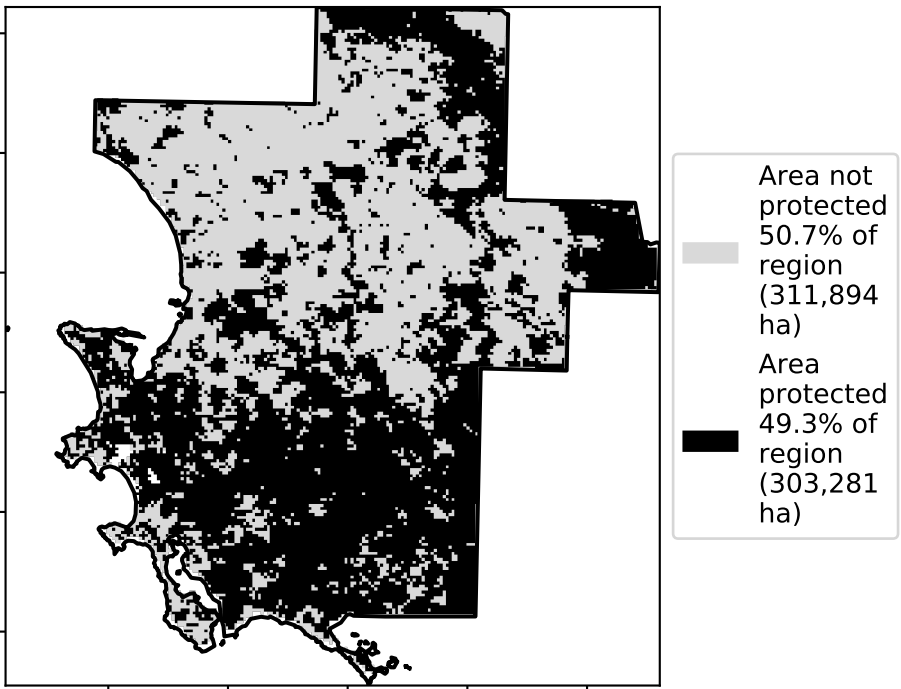 Area not
protected
50.7% of
region
(311,894
ha)
Area
protected
49.3% of
region
(303,281
ha)